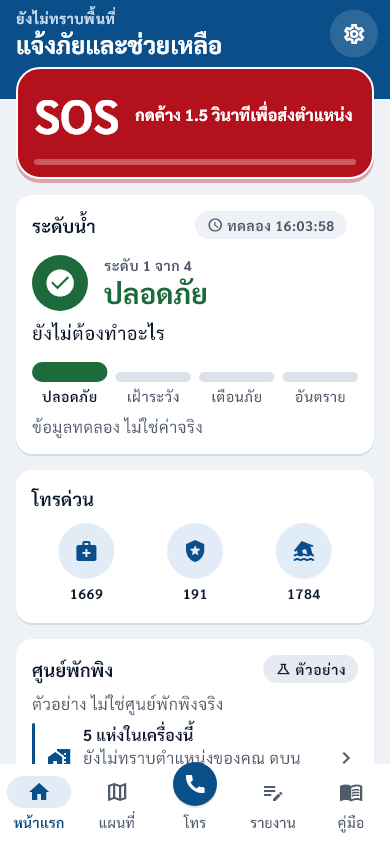 ยังไม่ทราบพื้นที่
แจ้งภัยและช่วยเหลือ
SOS กดค้าง 1.5 วินาทีเพื่อส่งตำแหน่ง
ระดับน้ำ ทดลอง 16:03:58
ระดับ 1 จาก 4
ปลอดภัย
ยังไม่ต้องทำอะไร
ปลอดภัย เฝ้าระวัง เตือนภัย อันตราย
ข้อมูลทดลอง ไม่ใช่ค่าจริง
โทรด่วน
1669 191 1784
ศูนย์พักพิง ตัวอย่าง
ตัวอย่าง ไม่ใช่ศูนย์พักพิงจริง
5 แห่งในเครื่องนี้
ยังไม่ทราบตำแหน่งของคุณ ดบน
หน้าแรก แผนที่ โทร รายงาน คู่มือ